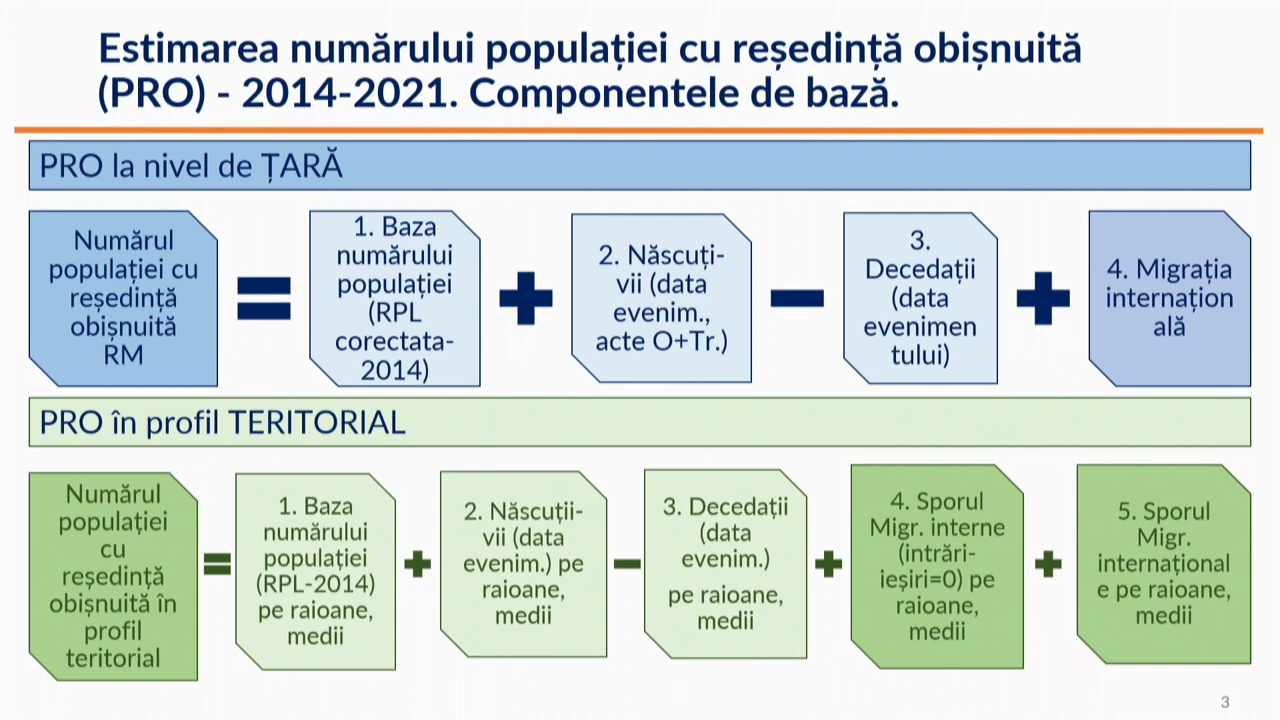 Estimarea numărului populației cu reședință obișnuită
(PRO) - 2014-2021. Componentele de bază.
PRO la nivel de ȚARĂ
Numărul
populației cu
reședință
obișnuită
RM
=
1. Baza
numărului
populației
(RPL
corectata-
2014)
+
2. Născuți-
vii (data
evenim.,
acte O+Tr.)
−
3.
Decedații
(data
evenimen
tului)
+
4. Migrația
internațion
ală
PRO în profil TERITORIAL
Numărul
populației
cu
reședință
obișnuită în
profil
teritorial
=
1. Baza
numărului
populației
(RPL-2014)
pe raioane,
medii
+
2. Născuții-
vii (data
evenim.) pe
raioane,
medii
−
3. Decedații
(data
evenim.)
pe raioane,
medii
+
4. Sporul
Migr. interne
(intrări-
ieșiri=0) pe
raioane,
medii
+
5. Sporul
Migr.
internațional
e pe raioane,
medii
3